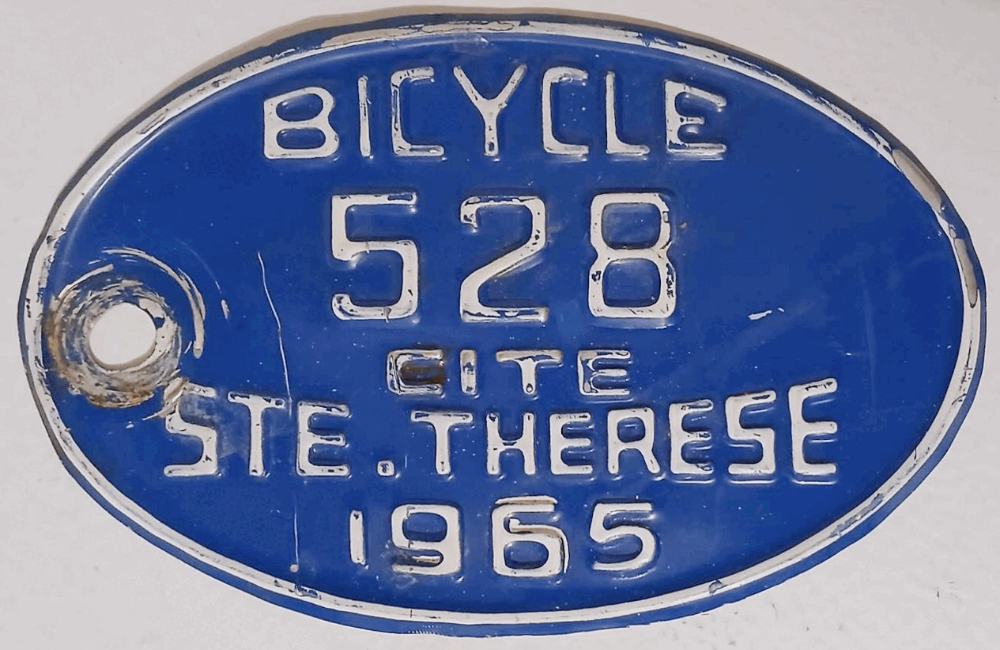 BICYCLE
528
CITE
STE. THERESE
1965